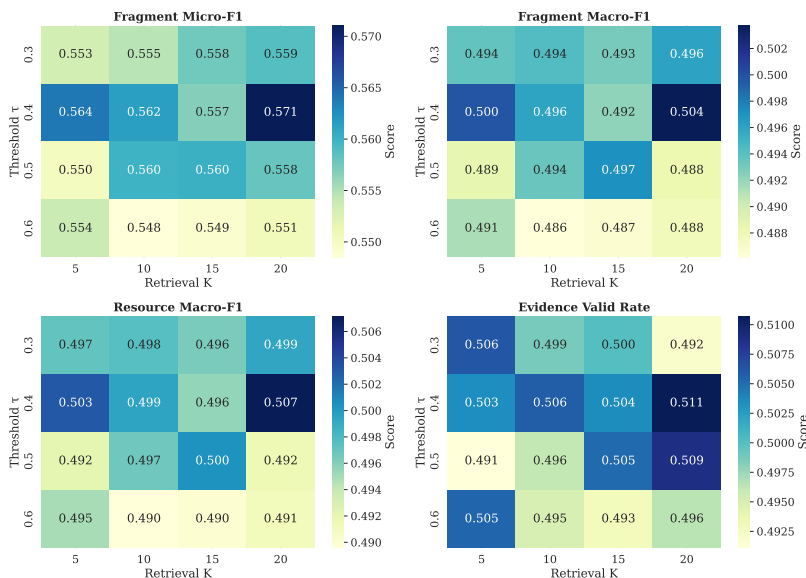 Fragment Micro-F1
Threshold τ
0.3 0.553 0.555 0.558 0.559
0.4 0.564 0.562 0.557 0.571
0.5 0.550 0.560 0.560 0.558
0.6 0.554 0.548 0.549 0.551
5 10 15 20
Retrieval K
0.570
0.565
0.560
0.555
0.550
Score
Fragment Macro-F1
Threshold τ
0.3 0.494 0.494 0.493 0.496
0.4 0.500 0.496 0.492 0.504
0.5 0.489 0.494 0.497 0.488
0.6 0.491 0.486 0.487 0.488
5 10 15 20
Retrieval K
0.502
0.500
0.498
0.496
0.494
0.492
0.490
0.488
Score
Resource Macro-F1
Threshold τ
0.3 0.497 0.498 0.496 0.499
0.4 0.503 0.499 0.496 0.507
0.5 0.492 0.497 0.500 0.492
0.6 0.495 0.490 0.490 0.491
5 10 15 20
Retrieval K
0.506
0.504
0.502
0.500
0.498
0.496
0.494
0.492
0.490
Score
Evidence Valid Rate
Threshold τ
0.3 0.506 0.499 0.500 0.492
0.4 0.503 0.506 0.504 0.511
0.5 0.491 0.496 0.505 0.509
0.6 0.505 0.495 0.493 0.496
5 10 15 20
Retrieval K
0.5100
0.5075
0.5050
0.5025
0.5000
0.4975
0.4950
0.4925
Score